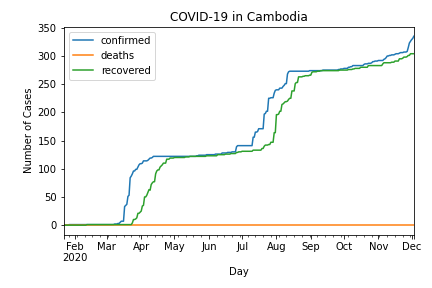 COVID-19 in Cambodia
confirmed
deaths
recovered
Number of Cases
350
300
250
200
150
100
50
0
Feb Mar Apr May Jun Jul Aug Sep Oct Nov Dec
2020
Day